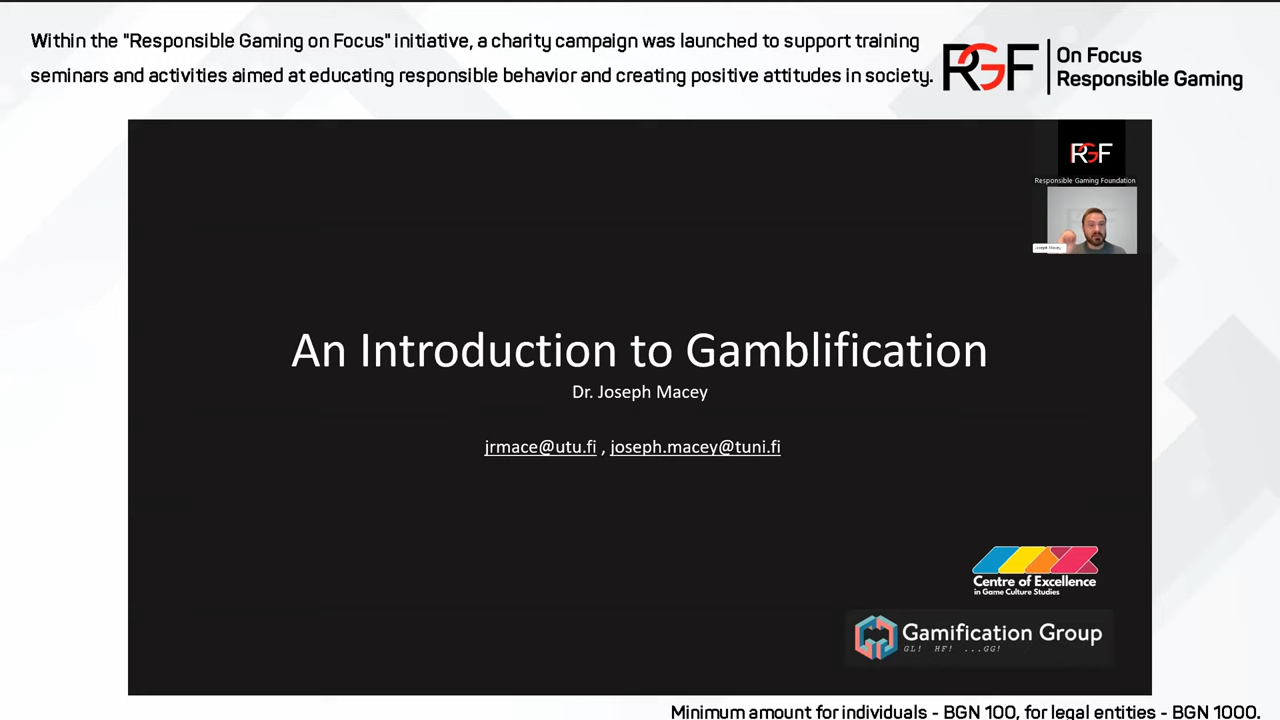 Within the "Responsible Gaming on Focus" initiative, a charity campaign was launched to support training
seminars and activities aimed at educating responsible behavior and creating positive attitudes in society.
RGF
On Focus
Responsible Gaming
RGF
Responsible Gaming Foundation
Joseph Macey
An Introduction to Gamblification
Dr. Joseph Macey
jrmace@utu.fi , joseph.macey@tuni.fi
Centre of Excellence
in Game Culture Studies
Gamification Group
GL! HF! ...GG!
Minimum amount for individuals - BGN 100, for legal entities - BGN 1000.